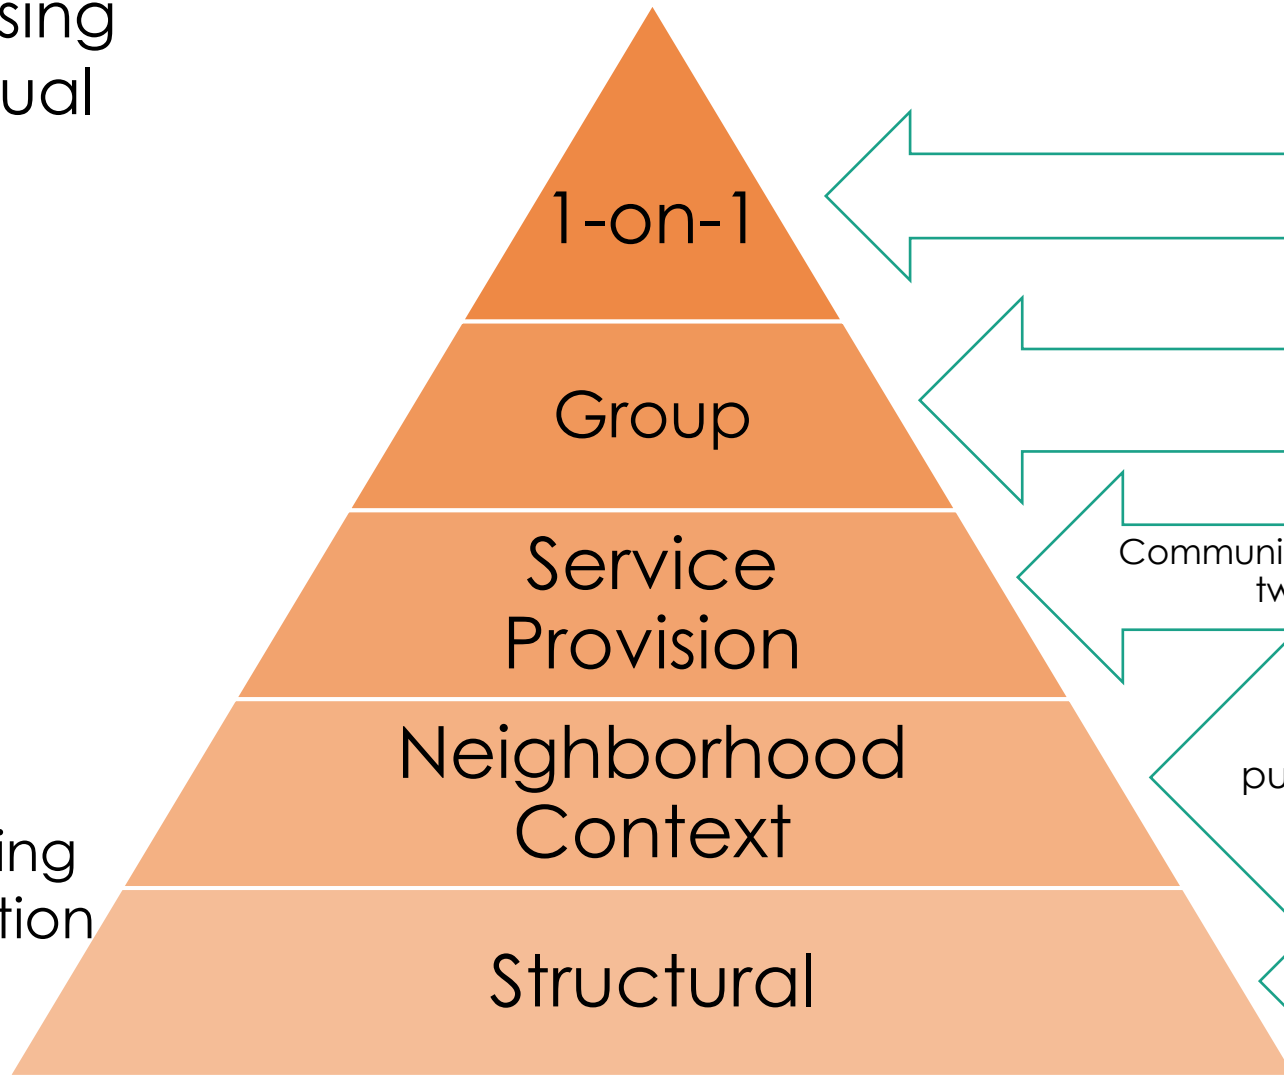 sing
ual
1-on-1
Group
Service
Provision
Communi
tw
Neighborhood
Context
pu
ing
tion
Structural